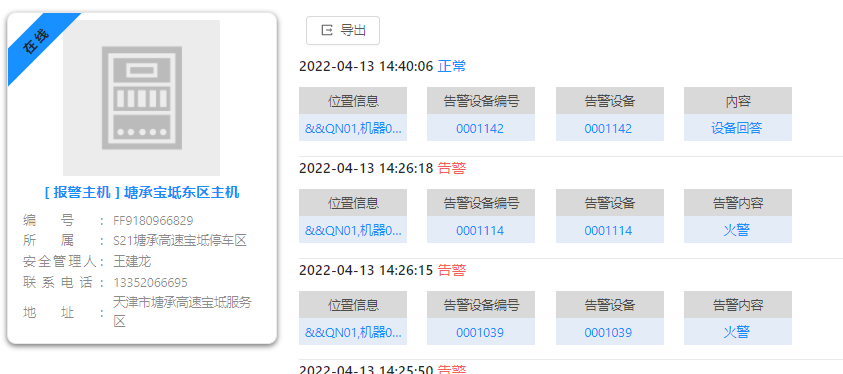 在线
[ 报警主机 ] 塘承宝坻东区主机
编 号 : FF9180966829
所 属 : S21塘承高速宝坻停车区
安全管理人: 王建龙
联系电话: 13352066695
地 址 : 天津市塘承高速宝坻服务
区
导出
2022-04-13 14:40:06 正常
位置信息 告警设备编号 告警设备 内容
&&QN01,机器0... 0001142 0001142 设备回答
2022-04-13 14:26:18 告警
位置信息 告警设备编号 告警设备 告警内容
&&QN01,机器0... 0001114 0001114 火警
2022-04-13 14:26:15 告警
位置信息 告警设备编号 告警设备 告警内容
&&QN01,机器0... 0001039 0001039 火警
2022-04-13 14:25:50 告警